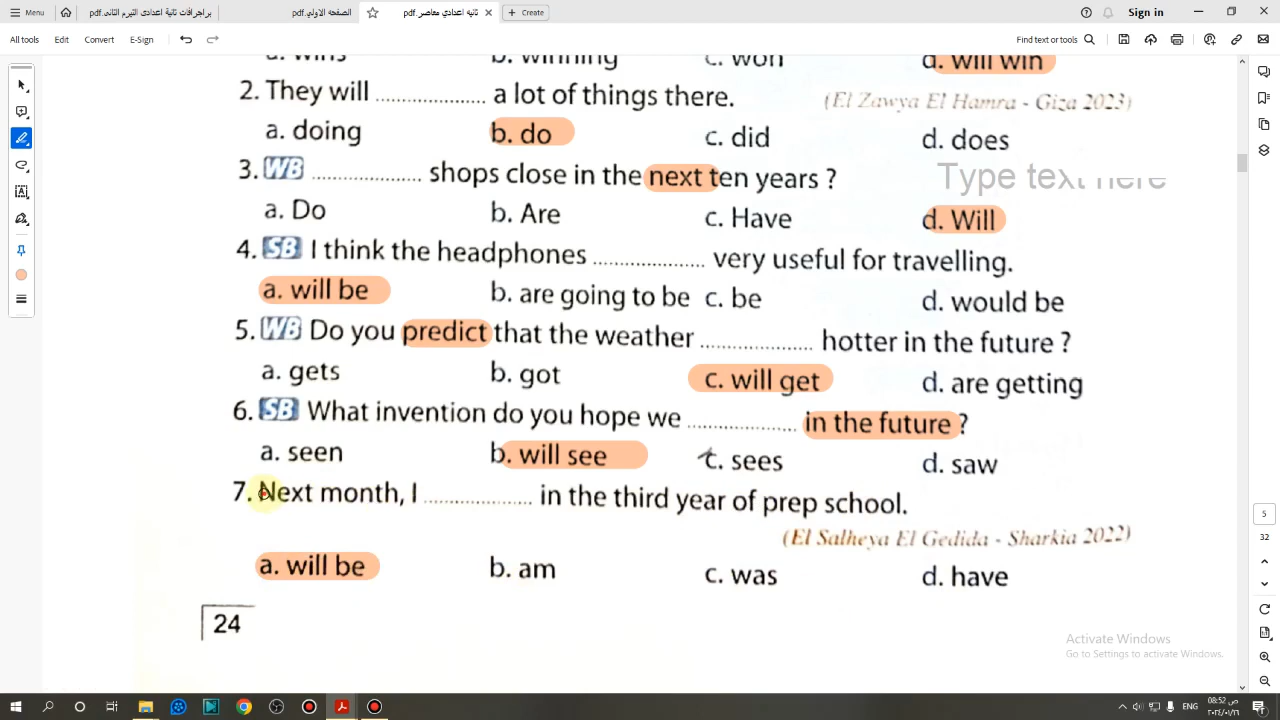 Menu
براجرافات تانية أعدادى التيرم التانى.pdf
الصفحة الاولاي.pdf
تانيه اعدادي معاصر.pdf
Create
Sign in
All tools Edit Convert E-Sign
Find text or tools
a. wins b. winning c. won d. will win
2. They will .................... a lot of things there. (El Zawya El Hamra - Giza 2023)
a. doing b. do c. did d. does
3. WB .................... shops close in the next ten years ?
Type text here
a. Do b. Are c. Have d. Will
4. SB I think the headphones .................... very useful for travelling.
a. will be b. are going to be c. be d. would be
5. WB Do you predict that the weather .................... hotter in the future ?
a. gets b. got c. will get d. are getting
6. SB What invention do you hope we .................... in the future ?
a. seen b. will see c. sees d. saw
7. Next month, I .................... in the third year of prep school.
(El Salheya El Gedida - Sharkia 2022)
a. will be b. am c. was d. have
24
5
32
Activate Windows
Go to Settings to activate Windows.
ENG
08:52 ص